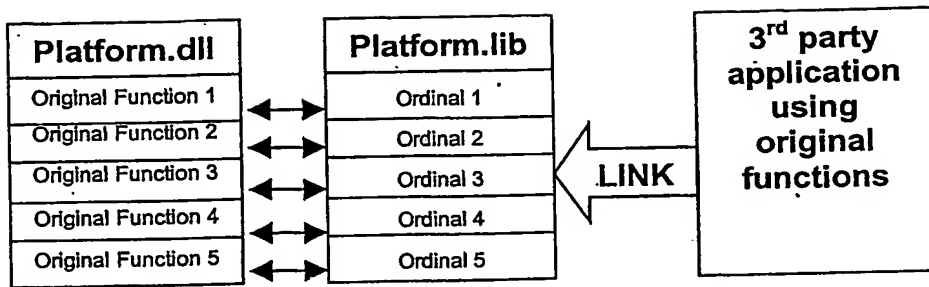 Platform.dll
Original Function 1
Original Function 2
Original Function 3
Original Function 4
Original Function 5
Platform.lib
Ordinal 1
Ordinal 2
Ordinal 3
Ordinal 4
Ordinal 5
LINK
3rd party
application
using
original
functions